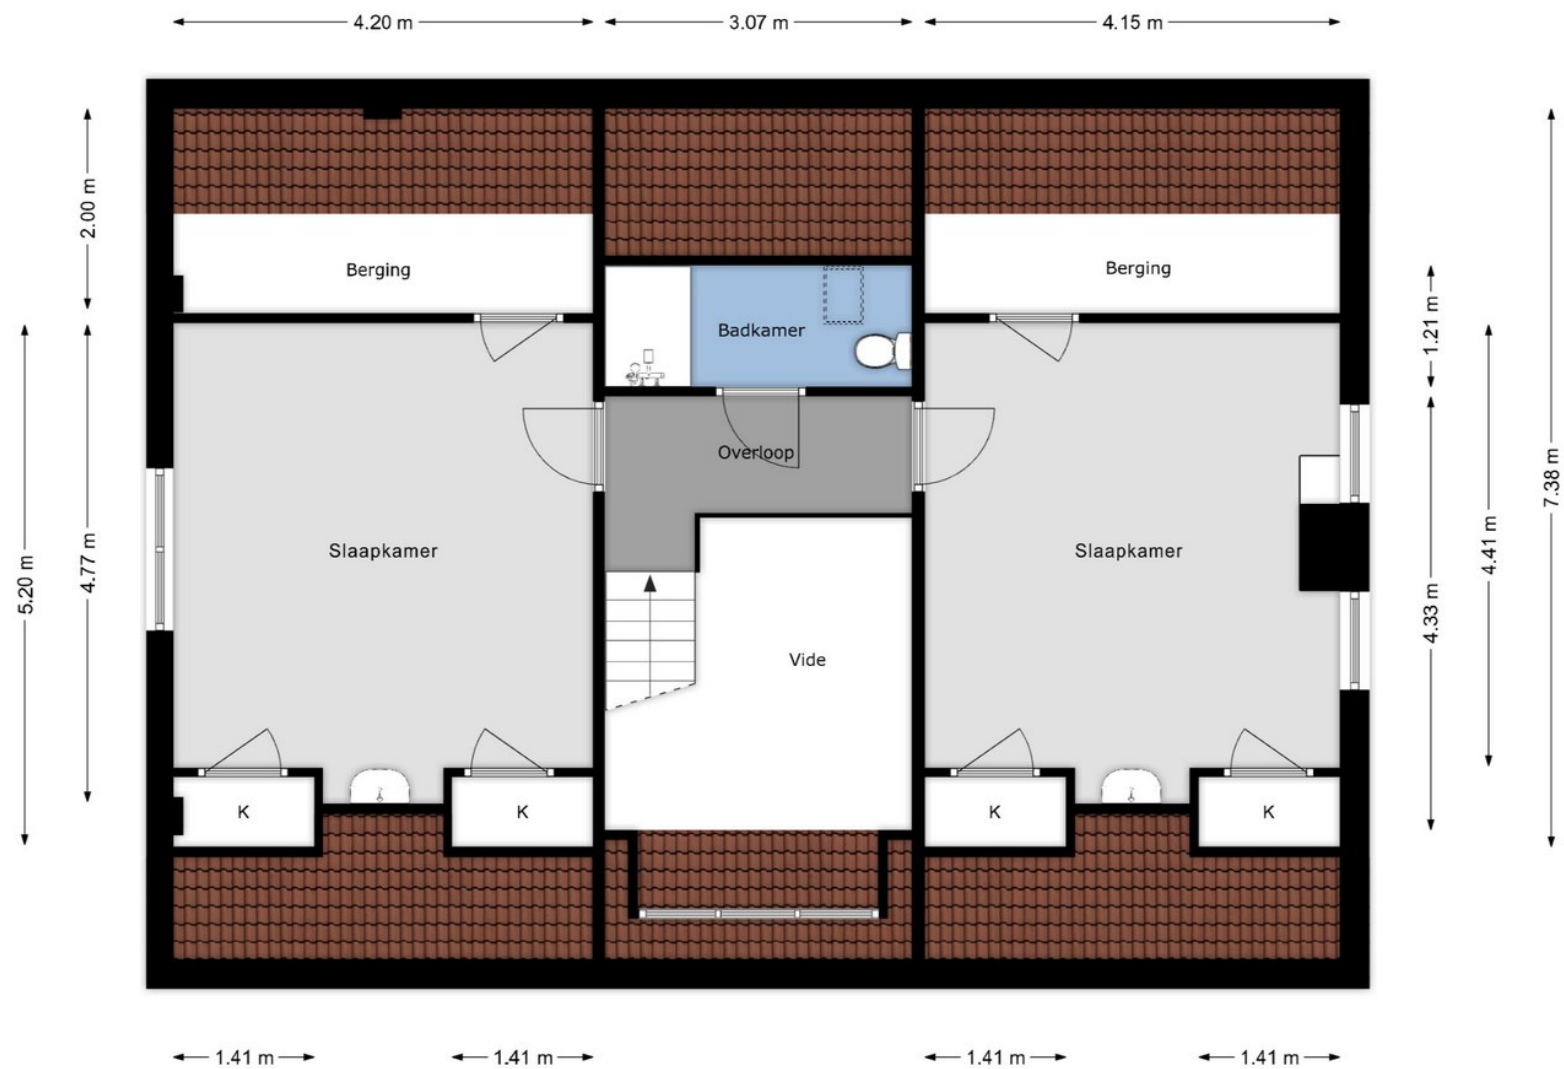 4.20 m
3.07 m
4.15 m
2.00 m
Berging
Berging
1.21 m
Badkamer
7.38 m
Overloop
5.20 m
4.77 m
Slaapkamer
Slaapkamer
4.41 m
4.33 m
Vide
K
K
K
K
1.41 m
1.41 m
1.41 m
1.41 m